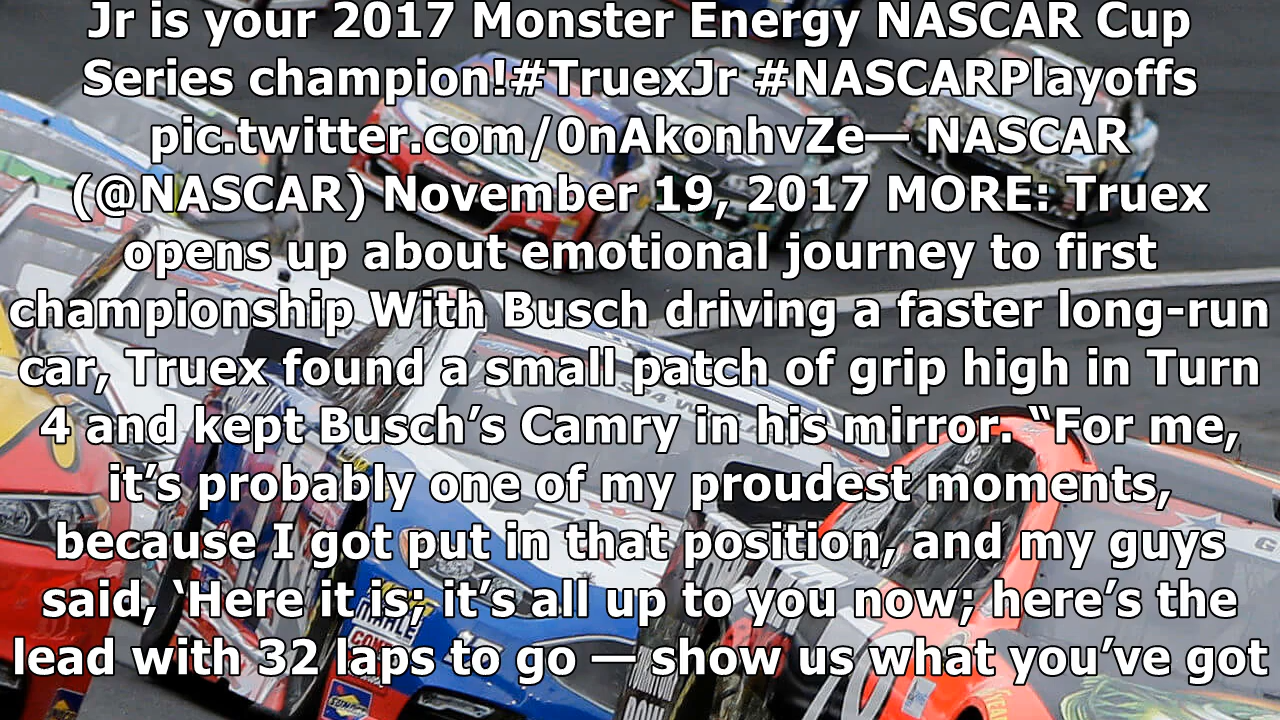 Jr is your 2017 Monster Energy NASCAR Cup
Series champion!#TruexJr #NASCARPlayoffs
pic.twitter.com/0nAkonhvZe— NASCAR
(@NASCAR) November 19, 2017 MORE: Truex
opens up about emotional journey to first
championship With Busch driving a faster long-run
car, Truex found a small patch of grip high in Turn
4 and kept Busch’s Camry in his mirror. “For me,
it’s probably one of my proudest moments,
because I got put in that position, and my guys
said, ‘Here it is; it’s all up to you now; here’s the
lead with 32 laps to go — show us what you’ve got